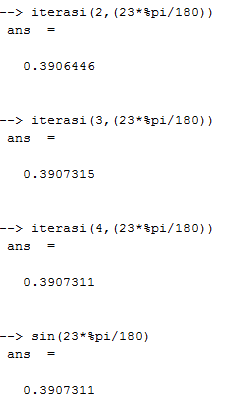 --> iterasi(2,(23*%pi/180))
ans  =
0.3906446
--> iterasi(3,(23*%pi/180))
ans  =
0.3907315
--> iterasi(4,(23*%pi/180))
ans  =
0.3907311
--> sin(23*%pi/180)
ans  =
0.3907311